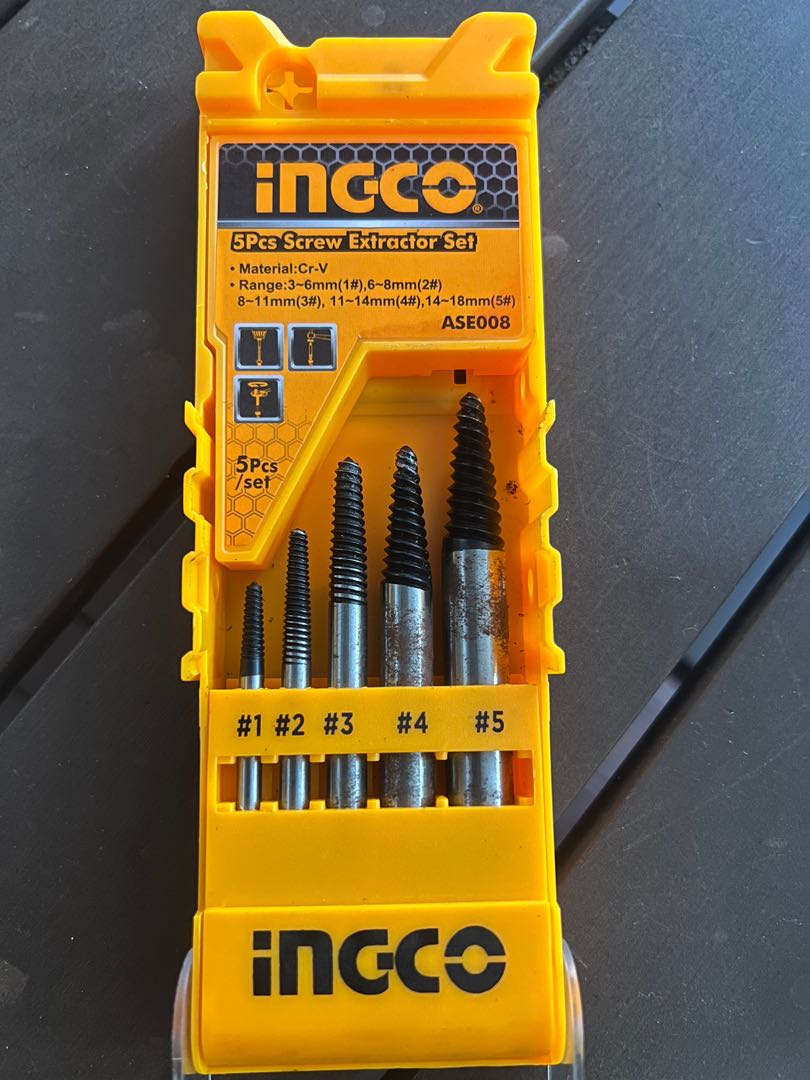 INGCO®
5Pcs Screw Extractor Set
• Material:Cr-V
• Range:3~6mm(1#),6~8mm(2#)
8~11mm(3#), 11~14mm(4#),14~18mm(5#)
ASE008
5Pcs
/set
#1 #2 #3 #4 #5
INGCO